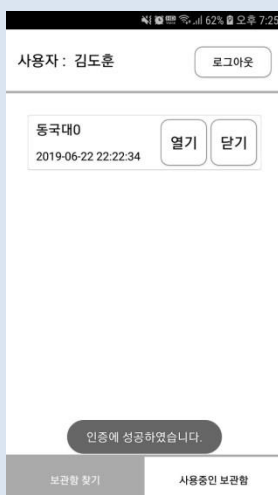 62% 오후 7:25
사용자 : 김도훈
로그아웃
동국대0
2019-06-22 22:22:34
열기
닫기
인증에 성공하였습니다.
보관함 찾기
사용중인 보관함